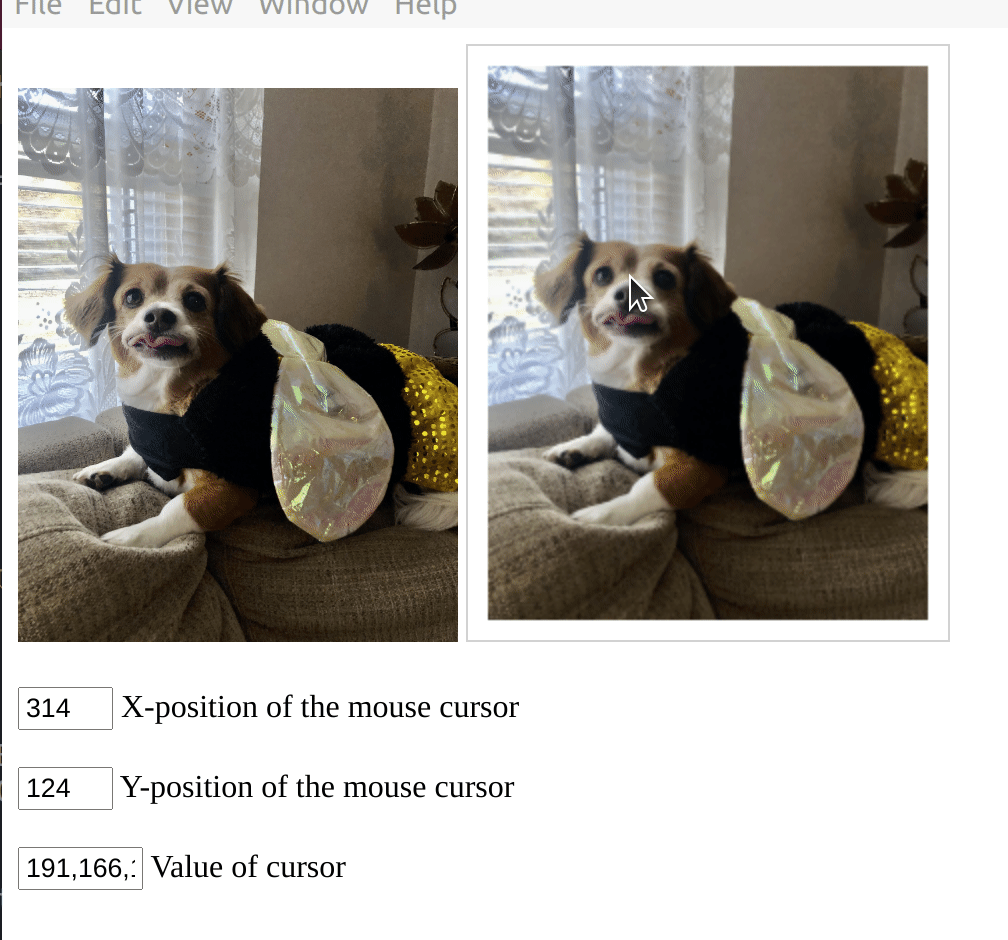 File Edit View Window Help
314 X-position of the mouse cursor
124 Y-position of the mouse cursor
191,166, Value of cursor